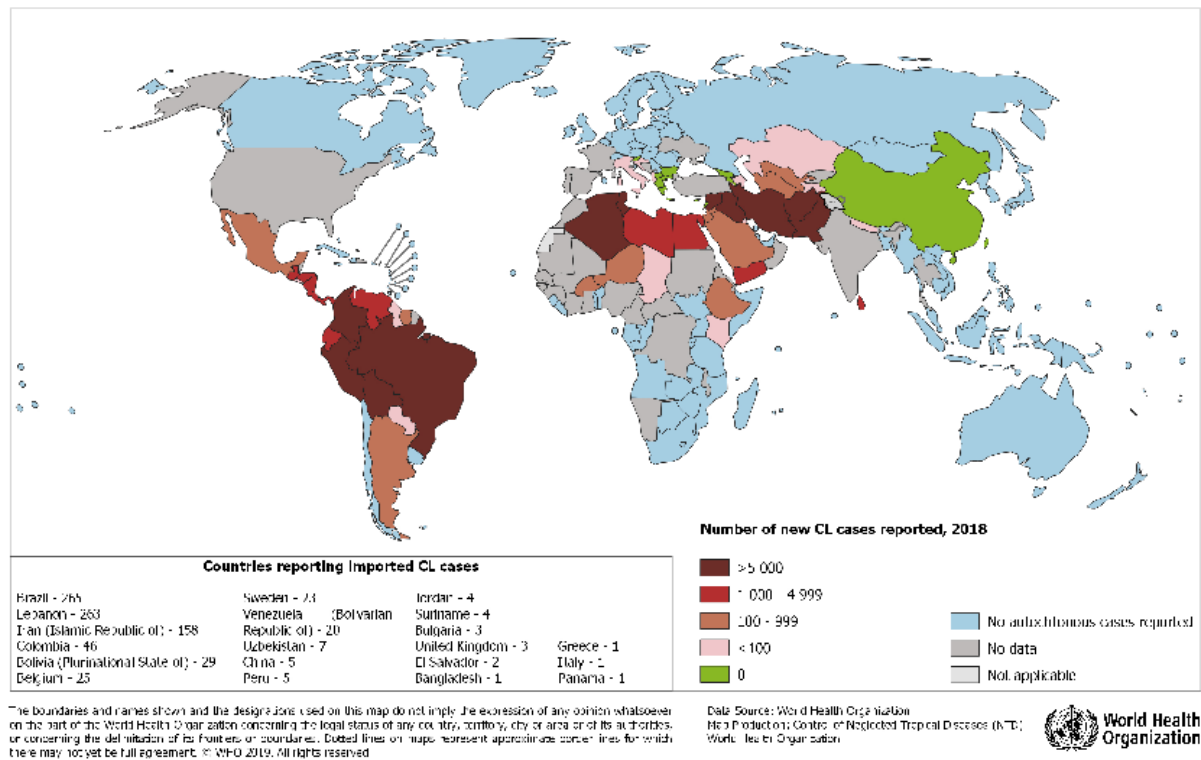 Number of new CL cases reported, 2018
>5 000
1 000 - 4 999
100 - 999
<100
0
No autochtonous cases reported
No data
Not applicable
Countries reporting imported CL cases
Brazil - 265
Lebanon - 263
Iran (Islamic Republic of) - 158
Colombia - 46
Bolivia (Plurinational State of) - 29
Belgium - 25
Sweden - 23
Venezuela (Bolivarian
Republic of) - 20
Uzbekistan - 7
China - 5
Peru - 5
Jordan - 4
Suriname - 4
Bulgaria - 3
United Kingdom - 3
El Salvador - 2
Bangladesh - 1
Greece - 1
Italy - 1
Panama - 1
The boundaries and names shown and the designations used on this map do not imply the expression of any opinion whatsoever
on the part of the World Health Organization concerning the legal status of any country, territory, city or area or of its authorities,
or concerning the delimitation of its frontiers or boundaries. Dotted lines on maps represent approximate border lines for which
there may not yet be full agreement. © WHO 2019. All rights reserved
Data Source: World Health Organization
Map Production: Control of Neglected Tropical Diseases (NTD)
World Health Organization
World Health
Organization